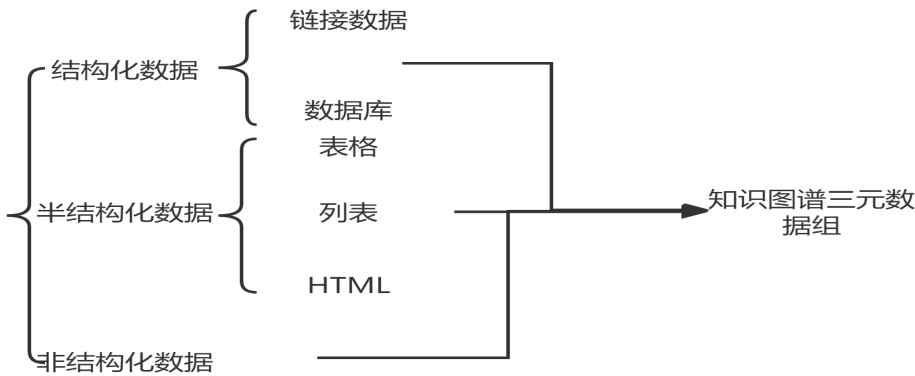 链接数据
结构化数据
数据库
表格
半结构化数据
列表
HTML
非结构化数据
知识图谱三元数
据组